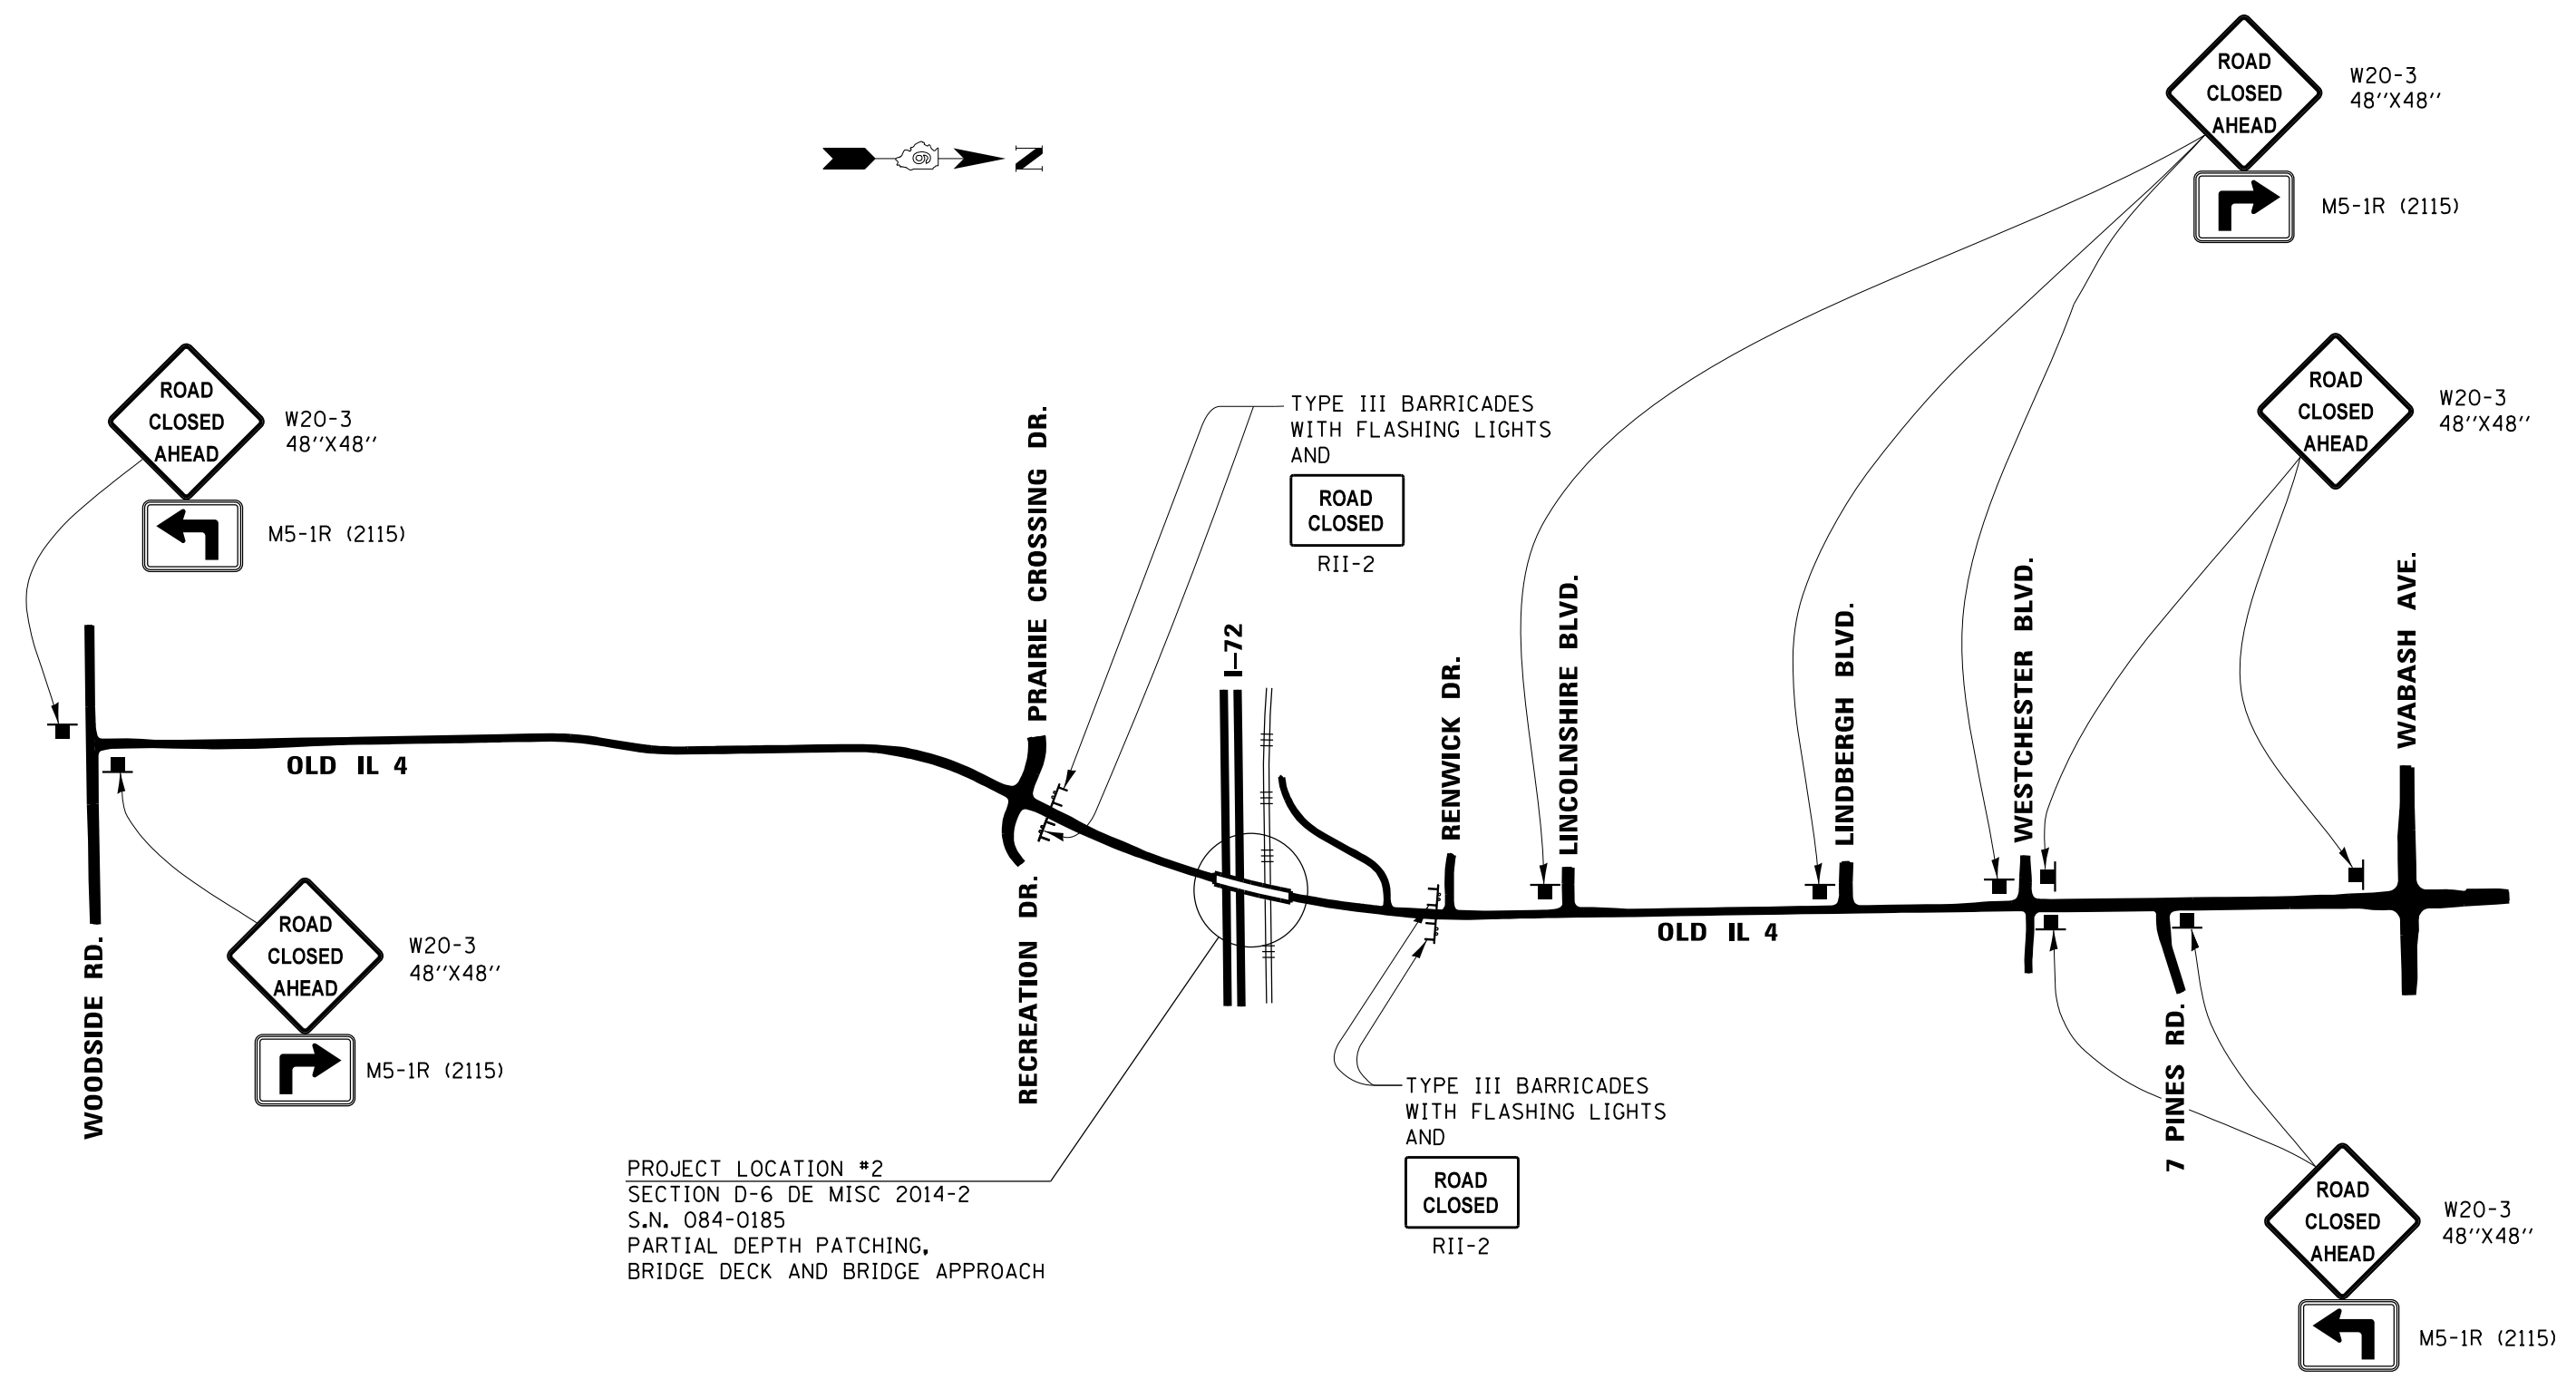 ROAD
CLOSED
AHEAD
W20-3
48''X48''
M5-1R (2115)
6
N
ROAD
CLOSED
AHEAD
W20-3
48''X48''
M5-1R (2115)
TYPE III BARRICADES
WITH FLASHING LIGHTS
AND
ROAD
CLOSED
RII-2
ROAD
CLOSED
AHEAD
W20-3
48''X48''
PRAIRIE CROSSING DR.
I-72
RENWICK DR.
LINCOLNSHIRE BLVD.
LINDBERGH BLVD.
WESTCHESTER BLVD.
WABASH AVE.
OLD IL 4
OLD IL 4
WOODSIDE RD.
ROAD
CLOSED
AHEAD
W20-3
48''X48''
M5-1R (2115)
RECREATION DR.
7 PINES RD.
PROJECT LOCATION #2
SECTION D-6 DE MISC 2014-2
S.N. 084-0185
PARTIAL DEPTH PATCHING,
BRIDGE DECK AND BRIDGE APPROACH
TYPE III BARRICADES
WITH FLASHING LIGHTS
AND
ROAD
CLOSED
RII-2
ROAD
CLOSED
AHEAD
W20-3
48''X48''
M5-1R (2115)